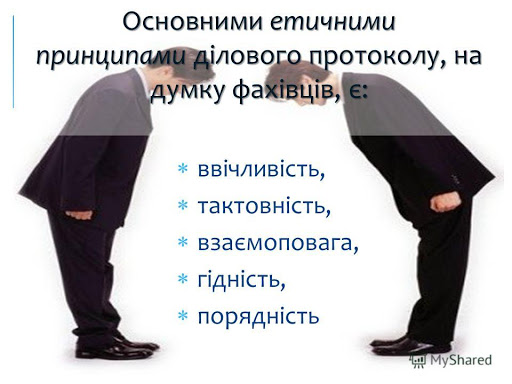 Основними етичними
принципами ділового протоколу, на
думку фахівців, є:
ввічливість,
тактовність,
взаємоповага,
гідність,
порядність
MyShared